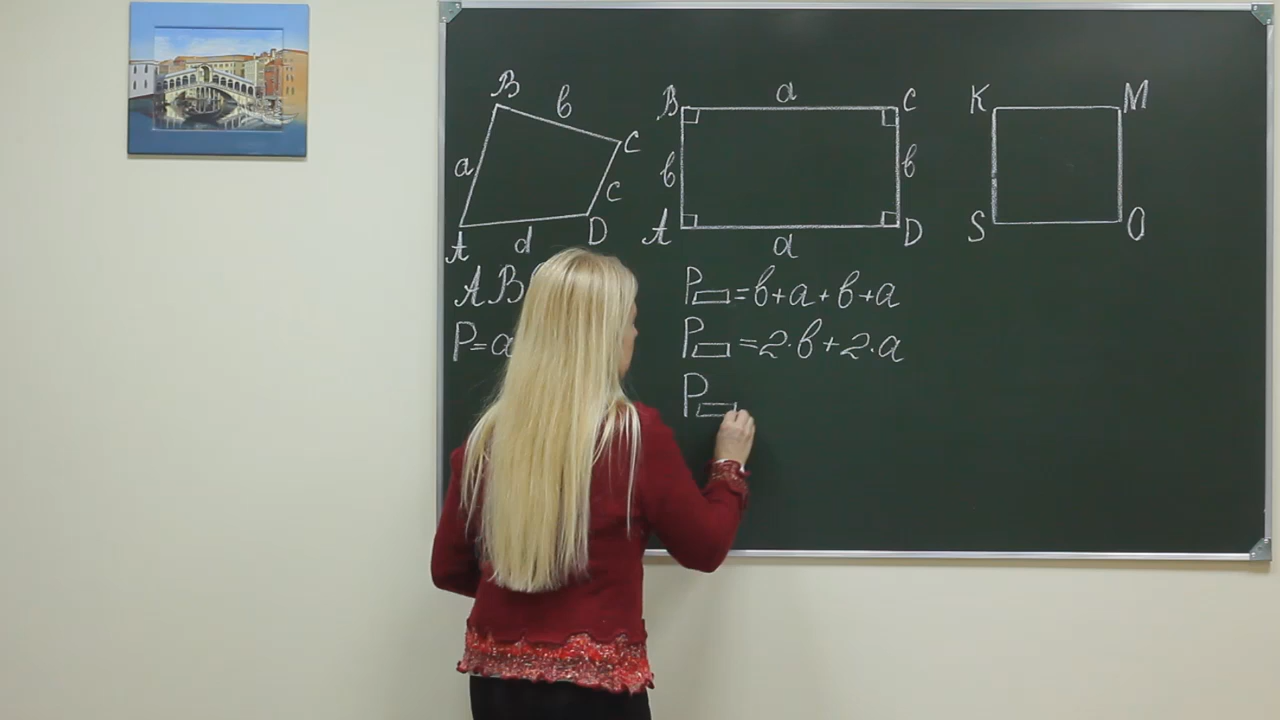 B b C c D d A a
B a C b D a A b
K M O S
AB
P=a
P▭=b+a+b+a
P▭=2·b+2·a
P▭